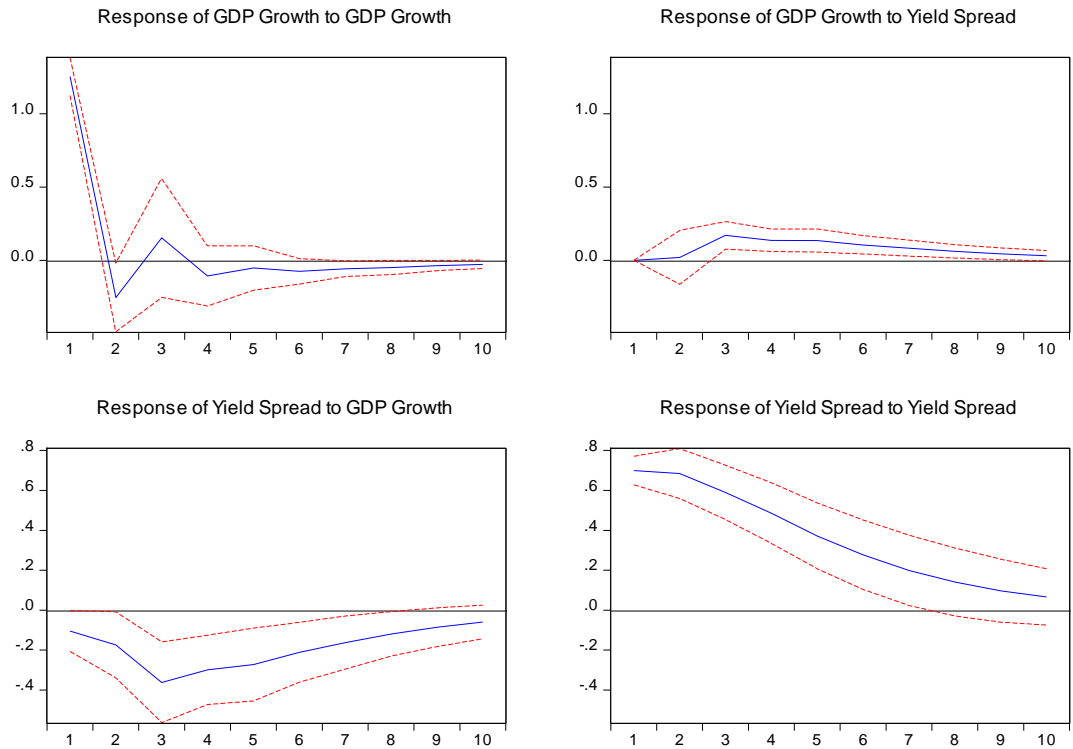 Response of GDP Growth to GDP Growth
1.0
0.5
0.0
1 2 3 4 5 6 7 8 9 10
Response of GDP Growth to Yield Spread
1.0
0.5
0.0
1 2 3 4 5 6 7 8 9 10
Response of Yield Spread to GDP Growth
.8
.6
.4
.2
.0
-.2
-.4
1 2 3 4 5 6 7 8 9 10
Response of Yield Spread to Yield Spread
.8
.6
.4
.2
.0
-.2
-.4
1 2 3 4 5 6 7 8 9 10